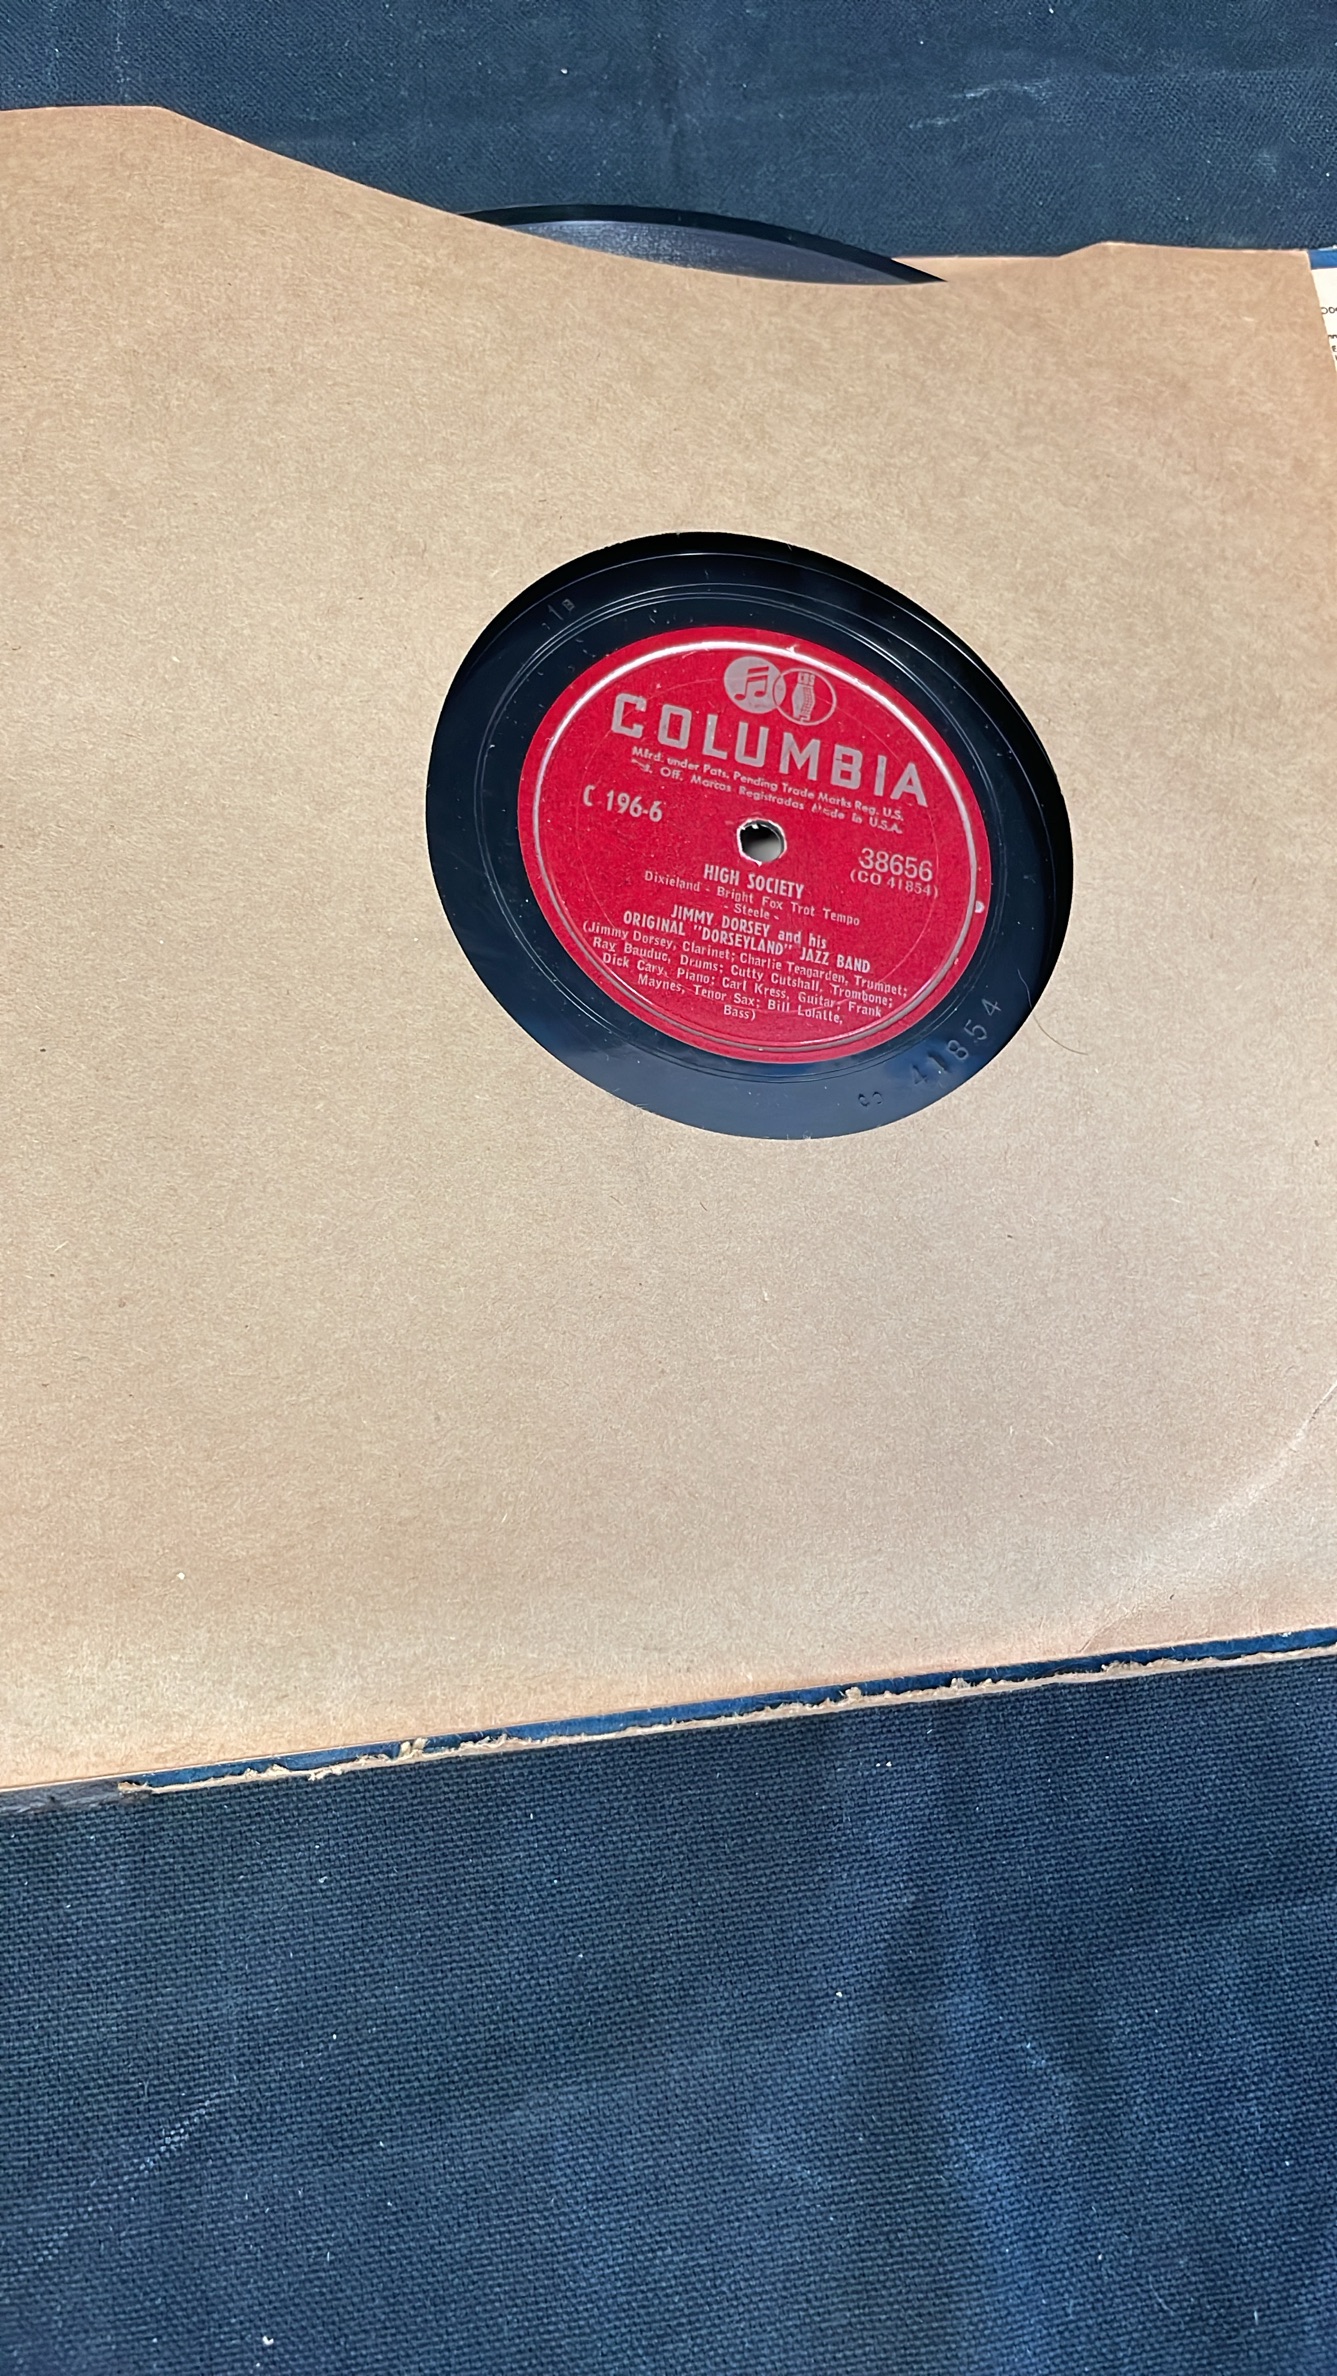 CBS
COLUMBIA
Mfrd. under Pats. Pending Trade Marks Reg. U.S.
Off. Marcas Registradas Made in U.S.A.
C 196-6
38656
(CO 41854)
HIGH SOCIETY
Dixieland - Bright Fox Trot Tempo
- Steele -
JIMMY DORSEY and his
ORIGINAL "DORSEYLAND" JAZZ BAND
(Jimmy Dorsey, Clarinet; Charlie Teagarden, Trumpet;
Ray Bauduc, Drums; Cutty Cutshall, Trombone;
Dick Cary, Piano; Carl Kress, Guitar; Frank
Maynes, Tenor Sax; Bill Lolatte,
Bass)
CO 41854